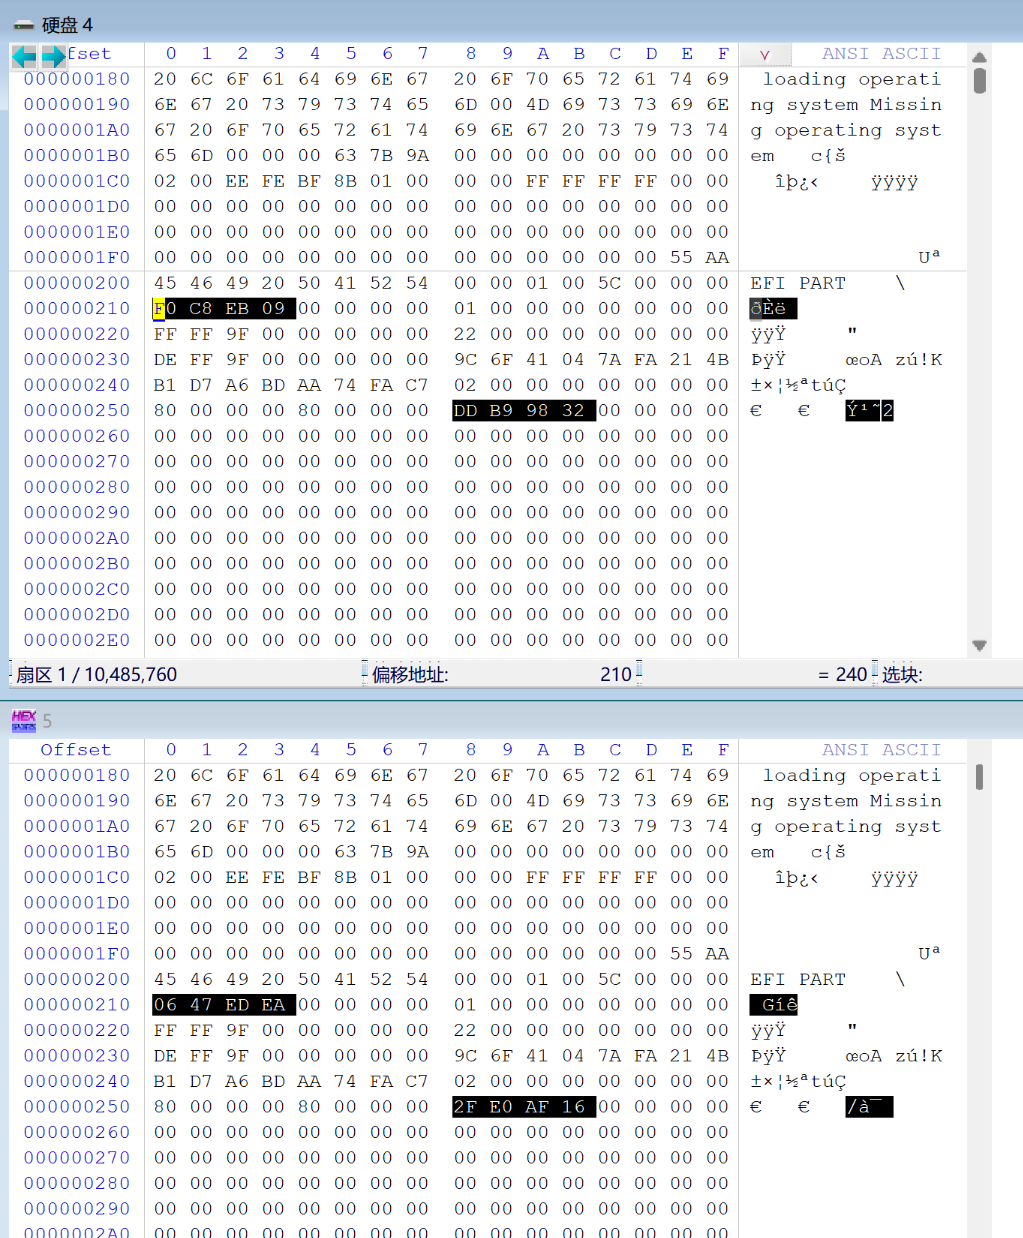 硬盘 4
fset 0 1 2 3 4 5 6 7 8 9 A B C D E F v ANSI ASCII
000000180 20 6C 6F 61 64 69 6E 67 20 6F 70 65 72 61 74 69 loading operati
000000190 6E 67 20 73 79 73 74 65 6D 00 4D 69 73 73 69 6E ng system Missin
0000001A0 67 20 6F 70 65 72 61 74 69 6E 67 20 73 79 73 74 g operating syst
0000001B0 65 6D 00 00 00 63 7B 9A 00 00 00 00 00 00 00 00 em c{š
0000001C0 02 00 EE FE BF 8B 01 00 00 00 FF FF FF FF 00 00 îþ¿‹ ÿÿÿÿ
0000001D0 00 00 00 00 00 00 00 00 00 00 00 00 00 00 00 00
0000001E0 00 00 00 00 00 00 00 00 00 00 00 00 00 00 00 00
0000001F0 00 00 00 00 00 00 00 00 00 00 00 00 00 00 55 AA Uª
000000200 45 46 49 20 50 41 52 54 00 00 01 00 5C 00 00 00 EFI PART \
000000210 F0 C8 EB 09 00 00 00 00 01 00 00 00 00 00 00 00 ðÈë
000000220 FF FF 9F 00 00 00 00 00 22 00 00 00 00 00 00 00 ÿÿŸ "
000000230 DE FF 9F 00 00 00 00 00 9C 6F 41 04 7A FA 21 4B ÞÿŸ œoA zú!K
000000240 B1 D7 A6 BD AA 74 FA C7 02 00 00 00 00 00 00 00 ±×¦½ªtúÇ
000000250 80 00 00 00 80 00 00 00 DD B9 98 32 00 00 00 00 € € Ý¹˜2
000000260 00 00 00 00 00 00 00 00 00 00 00 00 00 00 00 00
000000270 00 00 00 00 00 00 00 00 00 00 00 00 00 00 00 00
000000280 00 00 00 00 00 00 00 00 00 00 00 00 00 00 00 00
000000290 00 00 00 00 00 00 00 00 00 00 00 00 00 00 00 00
0000002A0 00 00 00 00 00 00 00 00 00 00 00 00 00 00 00 00
0000002B0 00 00 00 00 00 00 00 00 00 00 00 00 00 00 00 00
0000002C0 00 00 00 00 00 00 00 00 00 00 00 00 00 00 00 00
0000002D0 00 00 00 00 00 00 00 00 00 00 00 00 00 00 00 00
0000002E0 00 00 00 00 00 00 00 00 00 00 00 00 00 00 00 00
扇区 1 / 10,485,760 偏移地址: 210 = 240 选块:
HEX 5
Offset 0 1 2 3 4 5 6 7 8 9 A B C D E F ANSI ASCII
000000180 20 6C 6F 61 64 69 6E 67 20 6F 70 65 72 61 74 69 loading operati
000000190 6E 67 20 73 79 73 74 65 6D 00 4D 69 73 73 69 6E ng system Missin
0000001A0 67 20 6F 70 65 72 61 74 69 6E 67 20 73 79 73 74 g operating syst
0000001B0 65 6D 00 00 00 63 7B 9A 00 00 00 00 00 00 00 00 em c{š
0000001C0 02 00 EE FE BF 8B 01 00 00 00 FF FF FF FF 00 00 îþ¿‹ ÿÿÿÿ
0000001D0 00 00 00 00 00 00 00 00 00 00 00 00 00 00 00 00
0000001E0 00 00 00 00 00 00 00 00 00 00 00 00 00 00 00 00
0000001F0 00 00 00 00 00 00 00 00 00 00 00 00 00 00 55 AA Uª
000000200 45 46 49 20 50 41 52 54 00 00 01 00 5C 00 00 00 EFI PART \
000000210 06 47 ED EA 00 00 00 00 01 00 00 00 00 00 00 00 Gíê
000000220 FF FF 9F 00 00 00 00 00 22 00 00 00 00 00 00 00 ÿÿŸ "
000000230 DE FF 9F 00 00 00 00 00 9C 6F 41 04 7A FA 21 4B ÞÿŸ œoA zú!K
000000240 B1 D7 A6 BD AA 74 FA C7 02 00 00 00 00 00 00 00 ±×¦½ªtúÇ
000000250 80 00 00 00 80 00 00 00 2F E0 AF 16 00 00 00 00 € € /à¯
000000260 00 00 00 00 00 00 00 00 00 00 00 00 00 00 00 00
000000270 00 00 00 00 00 00 00 00 00 00 00 00 00 00 00 00
000000280 00 00 00 00 00 00 00 00 00 00 00 00 00 00 00 00
000000290 00 00 00 00 00 00 00 00 00 00 00 00 00 00 00 00
0000002A0 00 00 00 00 00 00 00 00 00 00 00 00 00 00 00 00